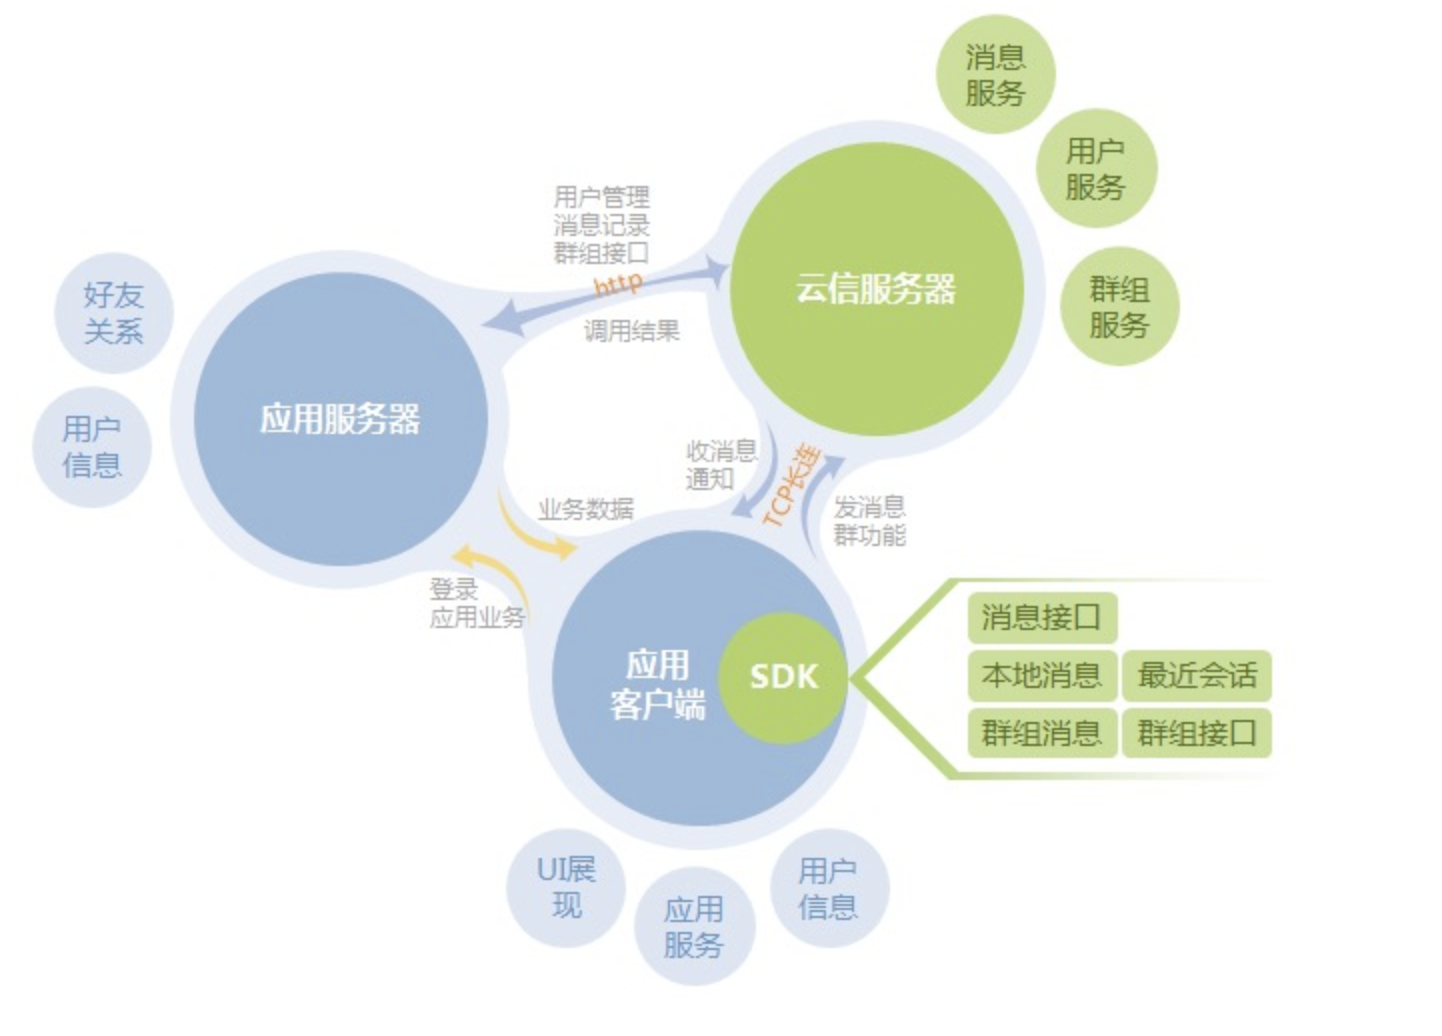 消息
服务
用户
服务
群组
服务
用户管理
消息记录
群组接口
http
调用结果
云信服务器
好友
关系
用户
信息
应用服务器
收消息
通知
TCP长连
发消息
群功能
业务数据
登录
应用业务
应用
客户端
SDK
消息接口
本地消息 最近会话
群组消息 群组接口
UI展
现
应用
服务
用户
信息